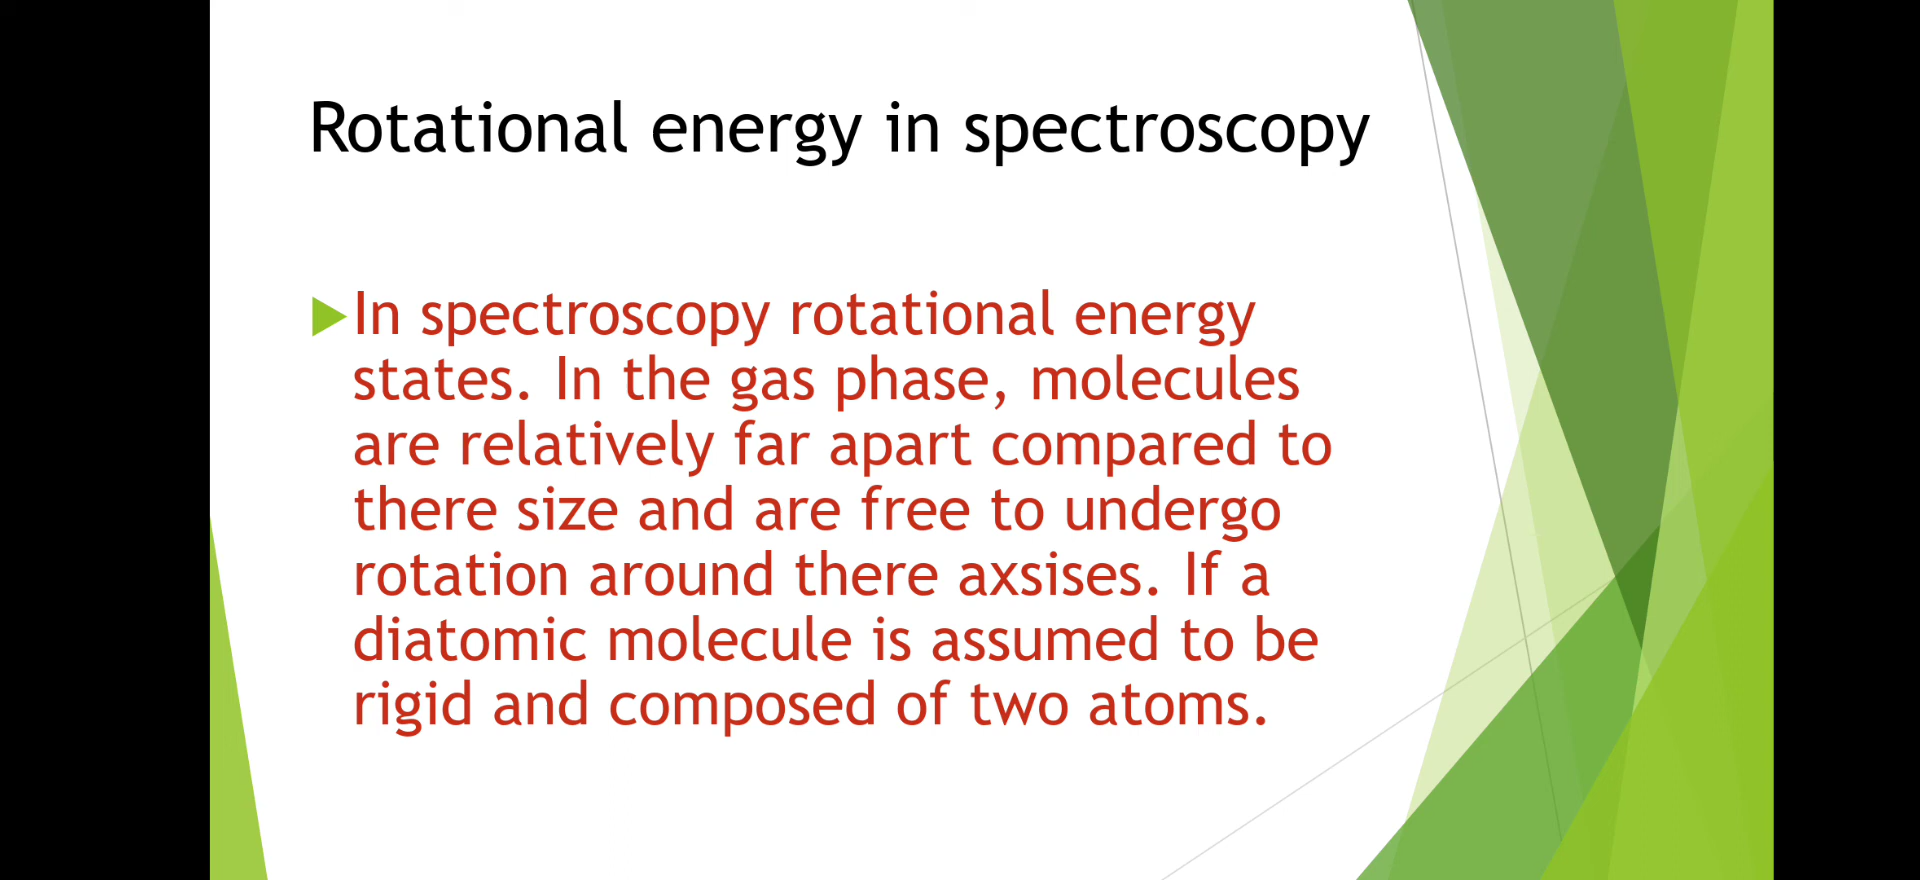 Rotational energy in spectroscopy
In spectroscopy rotational energy
states. In the gas phase, molecules
are relatively far apart compared to
there size and are free to undergo
rotation around there axsises. If a
diatomic molecule is assumed to be
rigid and composed of two atoms.